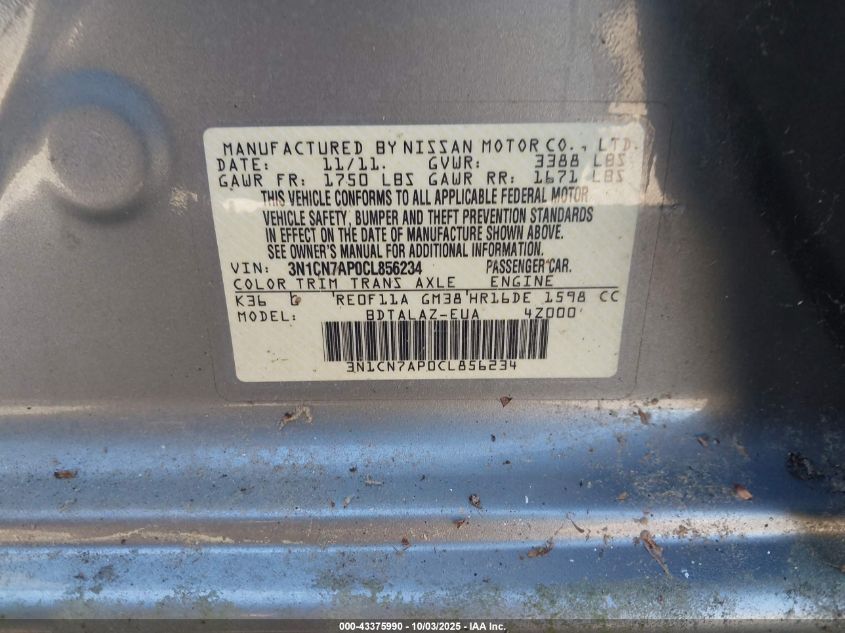 MANUFACTURED BY NISSAN MOTOR CO., LTD.
DATE: 11/11. GVWR: 3388 LBS
GAWR FR: 1750 LBS GAWR RR: 1671 LBS
THIS VEHICLE CONFORMS TO ALL APPLICABLE FEDERAL MOTOR
VEHICLE SAFETY, BUMPER AND THEFT PREVENTION STANDARDS
IN EFFECT ON THE DATE OF MANUFACTURE SHOWN ABOVE.
SEE OWNER'S MANUAL FOR ADDITIONAL INFORMATION.
VIN: 3N1CN7AP0CL856234 PASSENGER CAR.
COLOR TRIM TRANS AXLE ENGINE
K36 b RE0F11A GM38 HR16DE 1598 CC
MODEL: BDTALAZ-EUA 4Z000
3N1CN7AP0CL856234
000-43375990 - 10/03/2025 - IAA Inc.